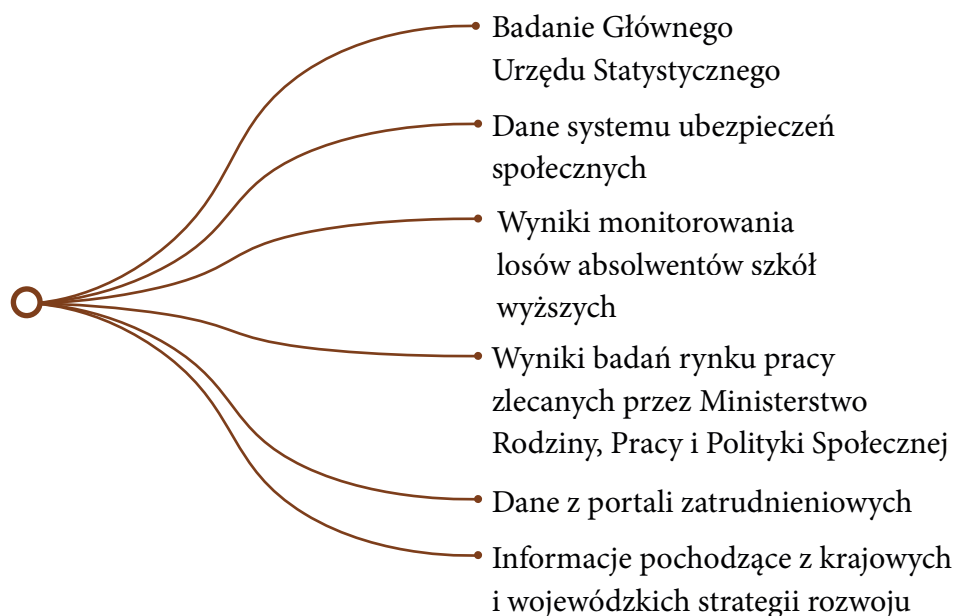 Badanie Głównego
Urzędu Statystycznego
Dane systemu ubezpieczeń
społecznych
Wyniki monitorowania
losów absolwentów szkół
wyższych
Wyniki badań rynku pracy
zlecanych przez Ministerstwo
Rodziny, Pracy i Polityki Społecznej
Dane z portali zatrudnieniowych
Informacje pochodzące z krajowych
i wojewódzkich strategii rozwoju